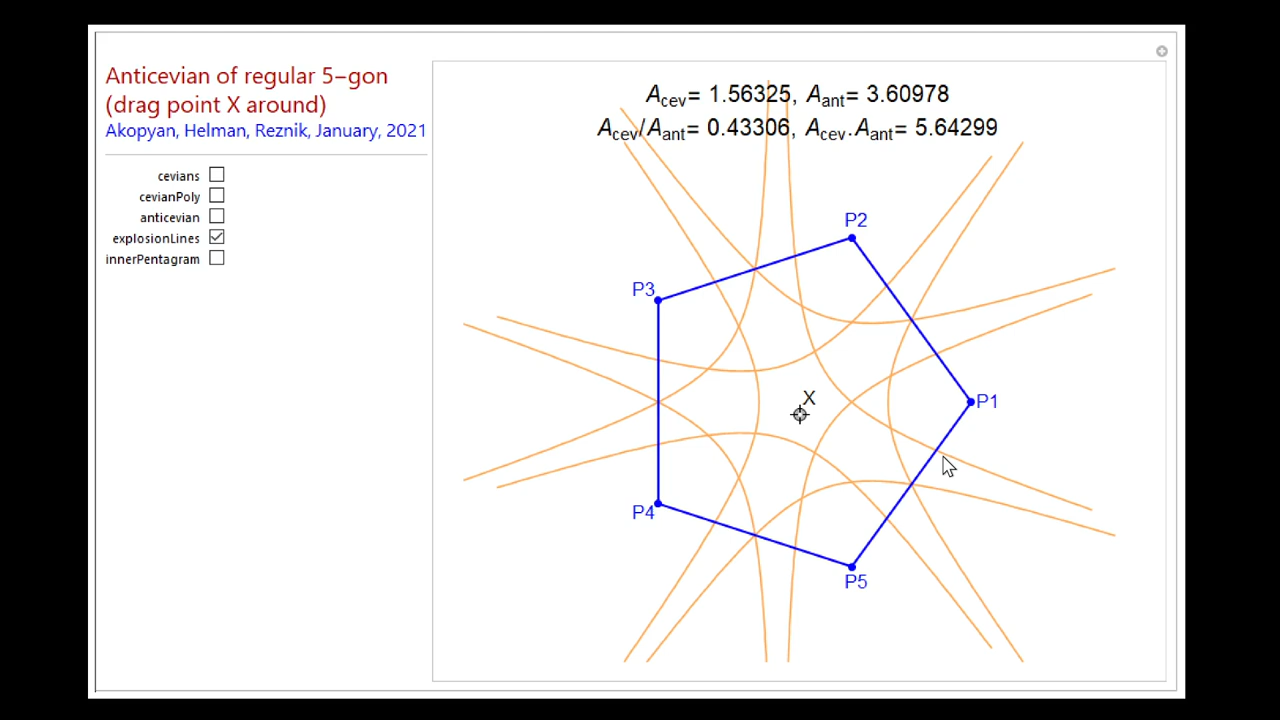 Anticevian of regular 5-gon
(drag point X around)
Akopyan, Helman, Reznik, January, 2021
cevians
cevianPoly
anticevian
explosionLines
innerPentagram
Acev= 1.56325, Aant= 3.60978
Acev/Aant= 0.43306, Acev.Aant= 5.64299
P2
P3
X
P1
P4
P5